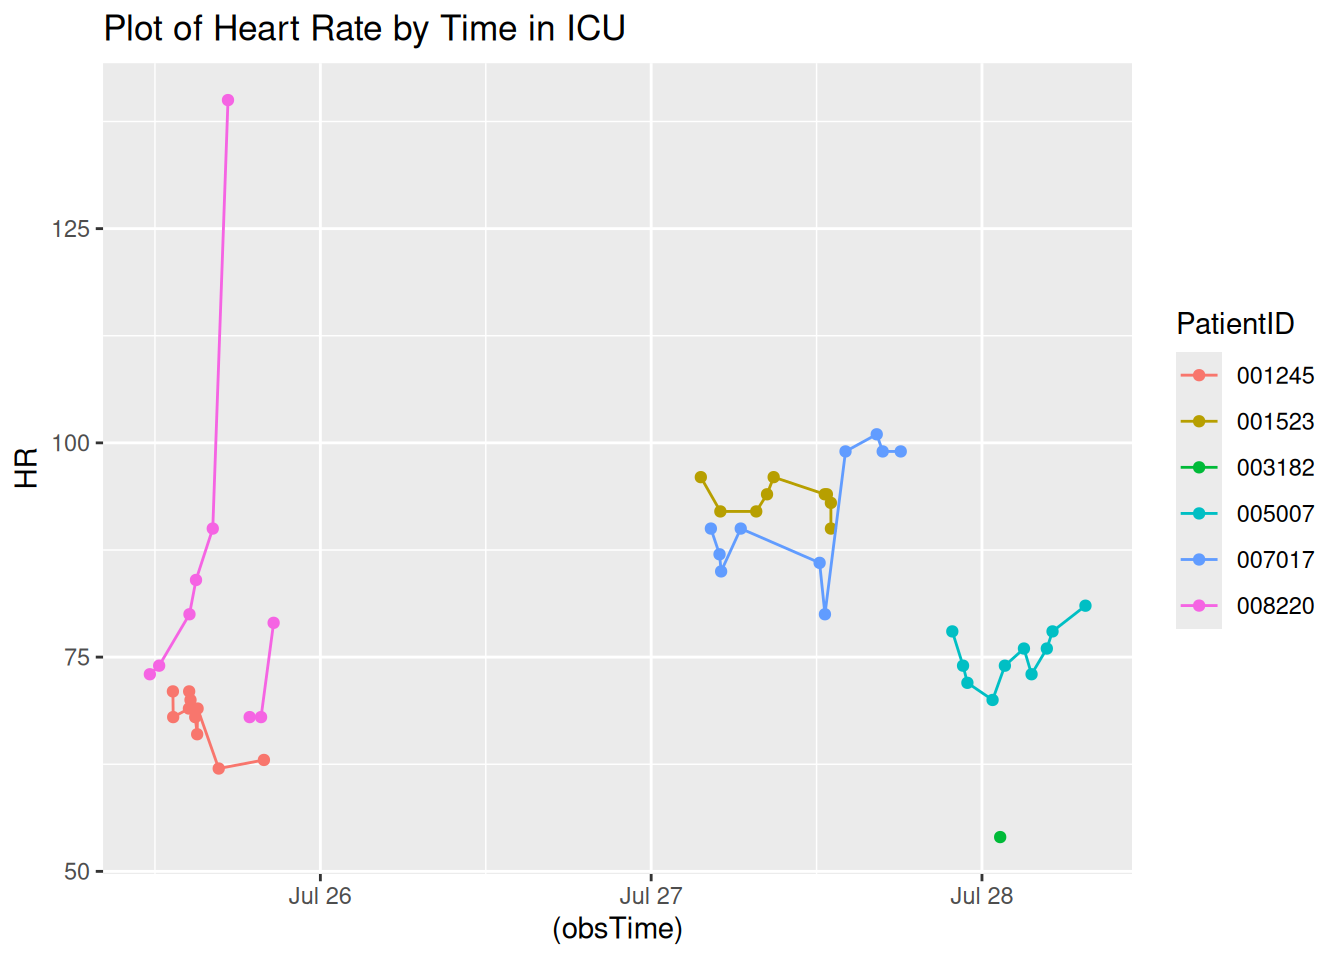 Plot of Heart Rate by Time in ICU
HR
125
100
75
50
Jul 26
Jul 27
Jul 28
(obsTime)
PatientID
001245
001523
003182
005007
007017
008220